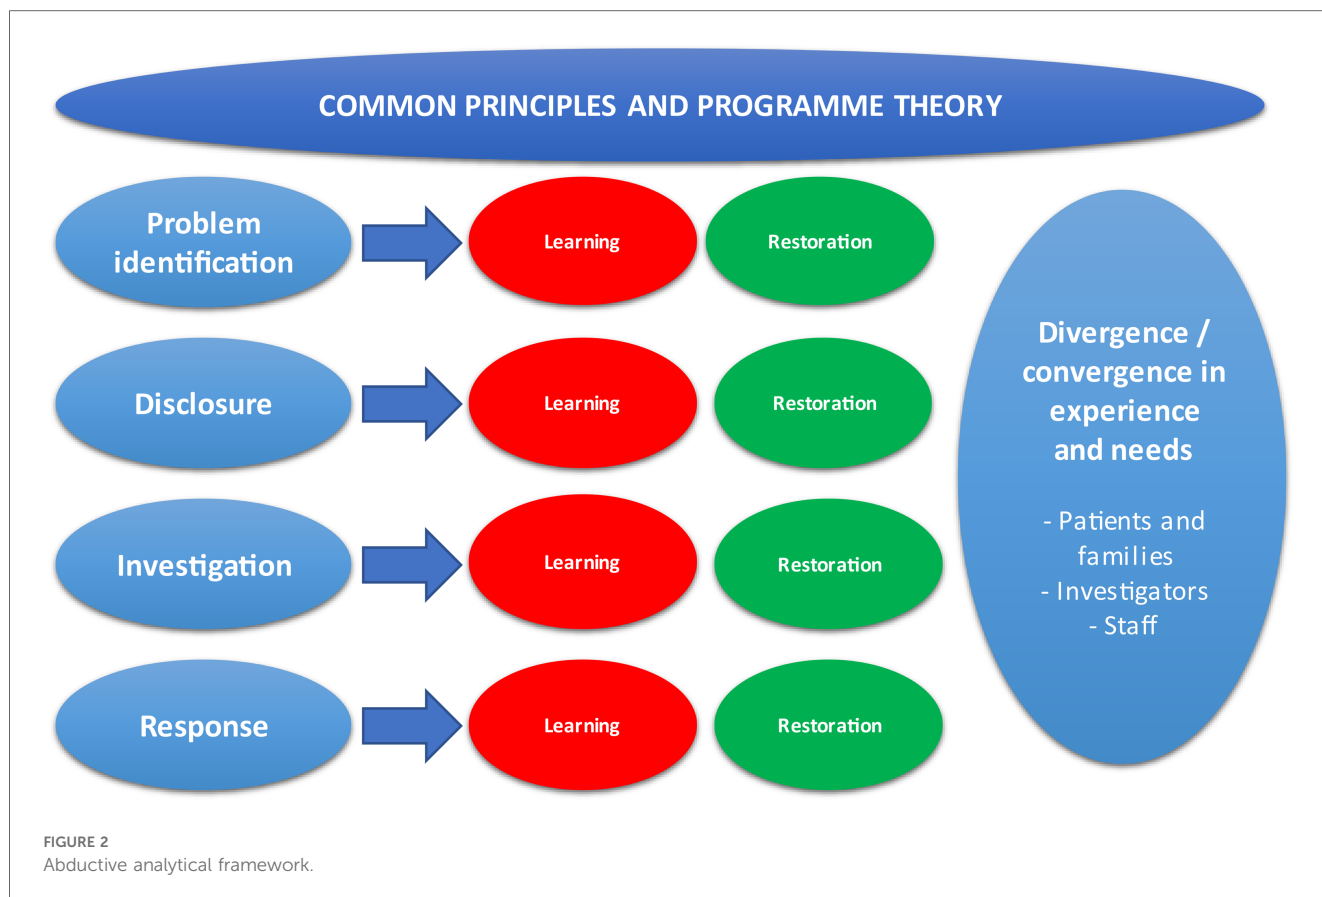 COMMON PRINCIPLES AND PROGRAMME THEORY
Problem
identification
Learning
Restoration
Disclosure
Learning
Restoration
Investigation
Learning
Restoration
Response
Learning
Restoration
Divergence /
convergence in
experience
and needs
- Patients and
families
- Investigators
- Staff
FIGURE 2
Abductive analytical framework.